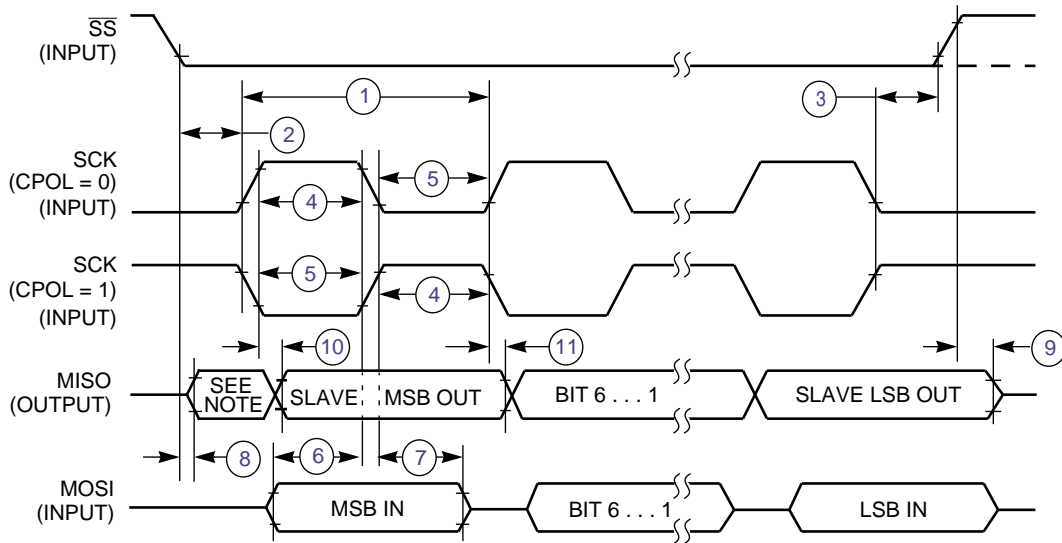 SS
(INPUT)
1
3
2
SCK
(CPOL = 0)
(INPUT)
5
4
SCK
(CPOL = 1)
(INPUT)
5
4
10
11
9
MISO
(OUTPUT)
SEE
NOTE
SLAVE
MSB OUT
BIT 6 . . . 1
SLAVE LSB OUT
8
6
7
MOSI
(INPUT)
MSB IN
BIT 6 . . . 1
LSB IN